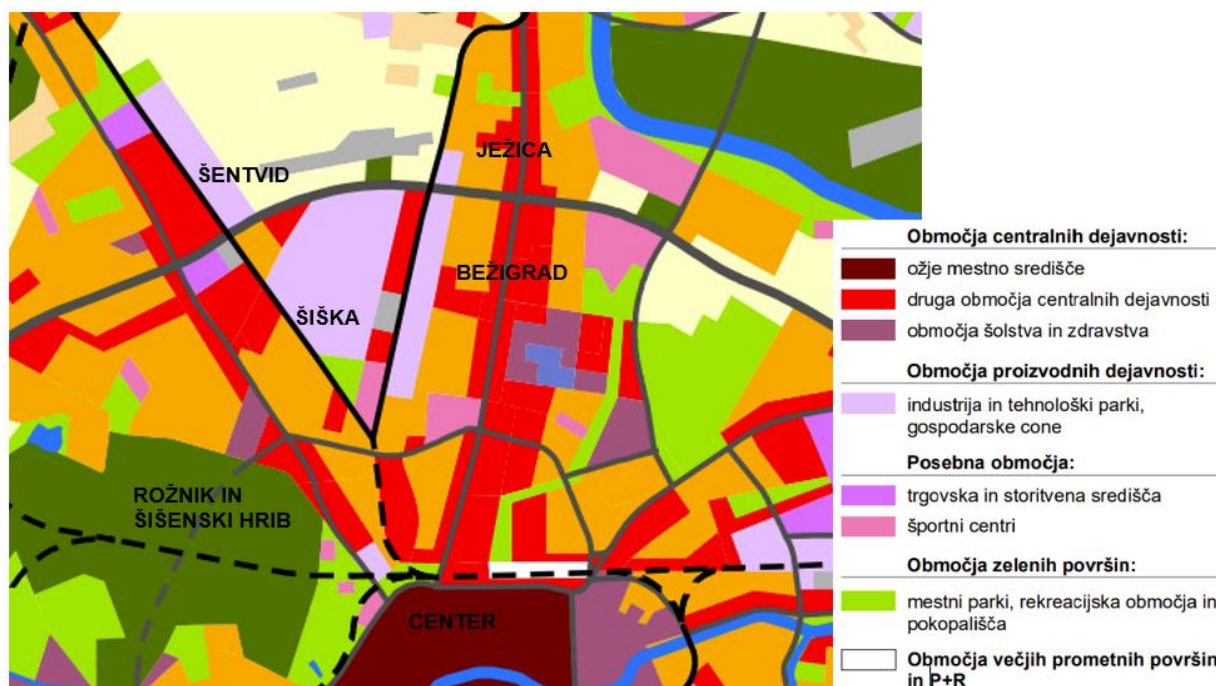 ŠENTVID
JEŽICA
BEŽIGRAD
ŠIŠKA
ROŽNIK IN
ŠIŠENSKI HRIB
CENTER
Območja centralnih dejavnosti:
ožje mestno središče
druga območja centralnih dejavnosti
območja šolstva in zdravstva
Območja proizvodnih dejavnosti:
industrija in tehnološki parki,
gospodarske cone
Posebna območja:
trgovska in storitvena središča
športni centri
Območja zelenih površin:
mestni parki, rekreacijska območja in
pokopališča
Območja večjih prometnih površin
in P+R